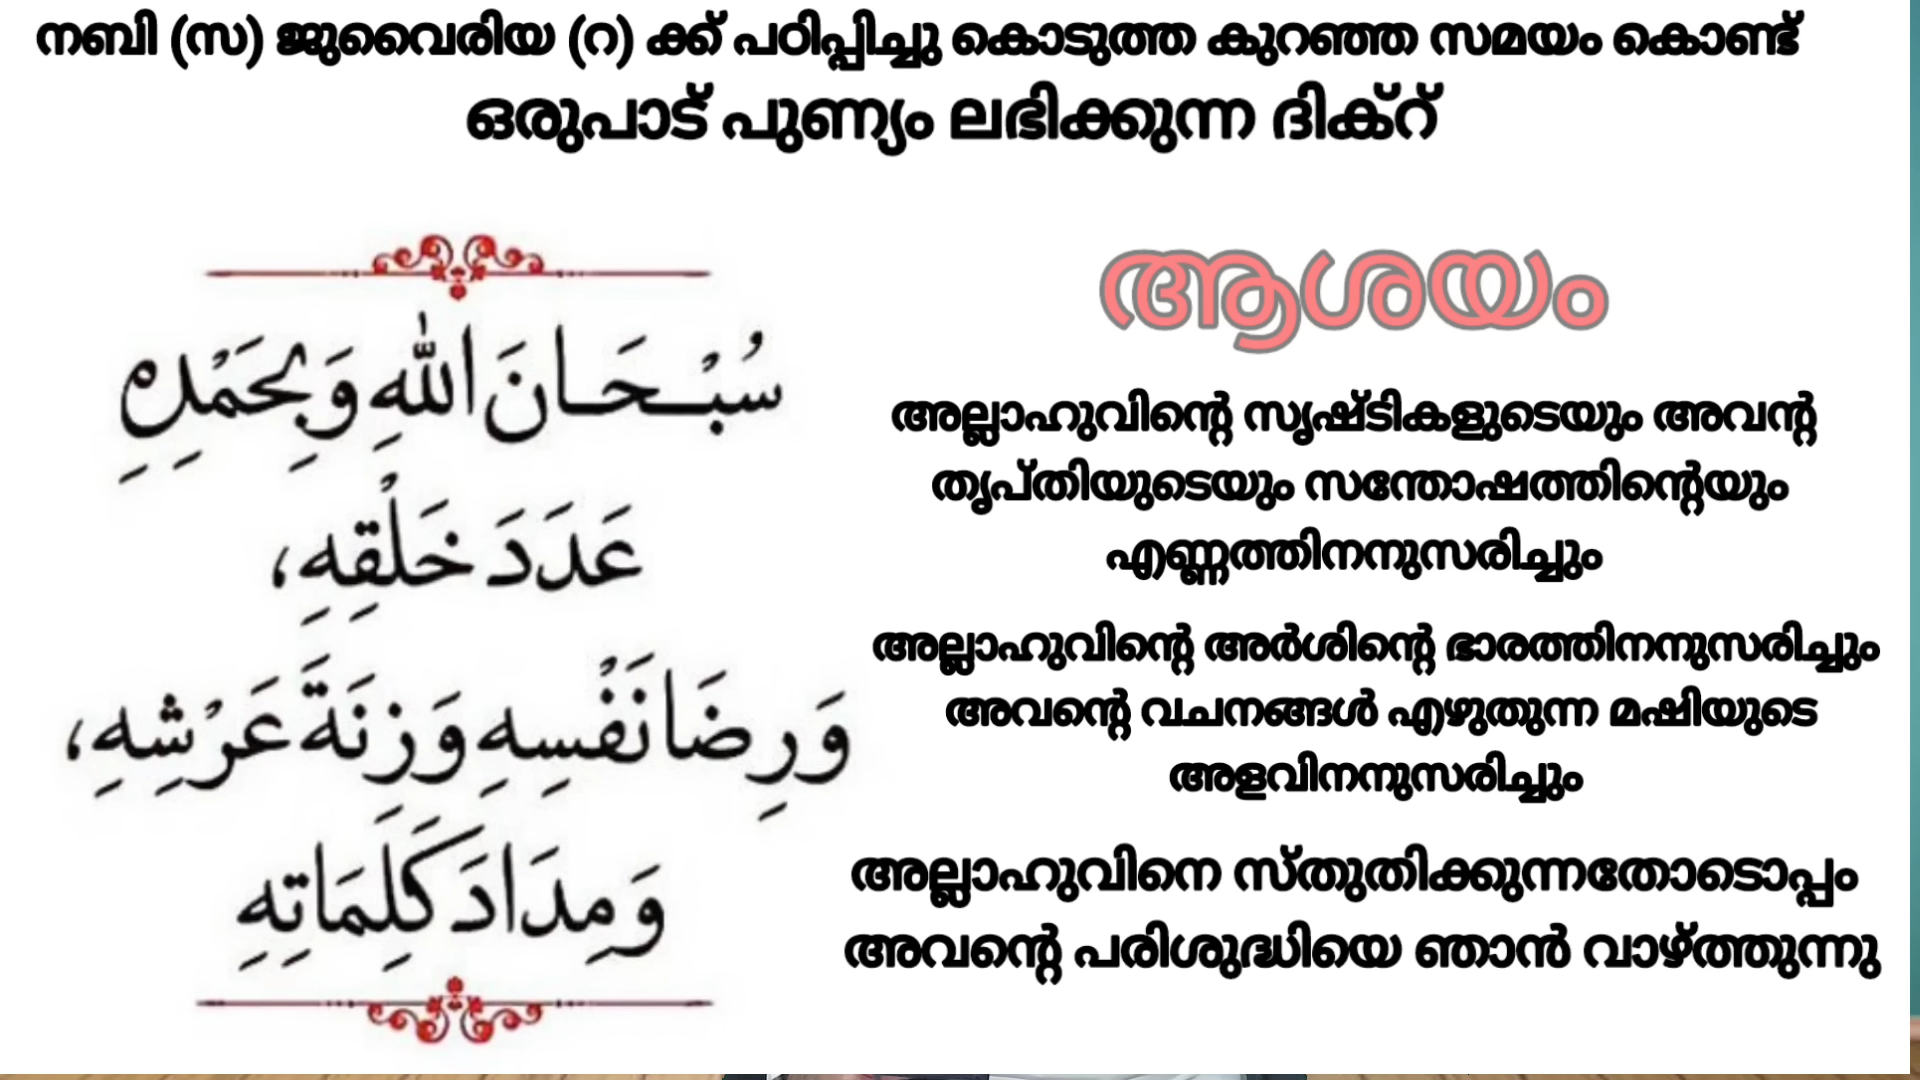 നബി (സ) ജുവൈരിയ (റ) ക്ക് പഠിപ്പിച്ചു കൊടുത്ത കുറഞ്ഞ സമയം കൊണ്ട്
ഒരുപാട് പുണ്യം ലഭിക്കുന്ന ദിക്റ്
سُبْحَانَ اللهِ وَبِحَمْدِهِ
عَدَدَ خَلْقِهِ،
وَرِضَا نَفْسِهِ وَزِنَةَ عَرْشِهِ،
وَمِدَادَ كَلِمَاتِهِ
ആശയം
അല്ലാഹുവിന്റെ സൃഷ്ടികളുടെയും അവന്റ
തൃപ്തിയുടെയും സന്തോഷത്തിന്റെയും
എണ്ണത്തിനനുസരിച്ചും
അല്ലാഹുവിന്റെ അർശിന്റെ ഭാരത്തിനനുസരിച്ചും
അവന്റെ വചനങ്ങൾ എഴുതുന്ന മഷിയുടെ
അളവിനനുസരിച്ചും
അല്ലാഹുവിനെ സ്തുതിക്കുന്നതോടൊപ്പം
അവന്റെ പരിശുദ്ധിയെ ഞാൻ വാഴ്ത്തുന്നു